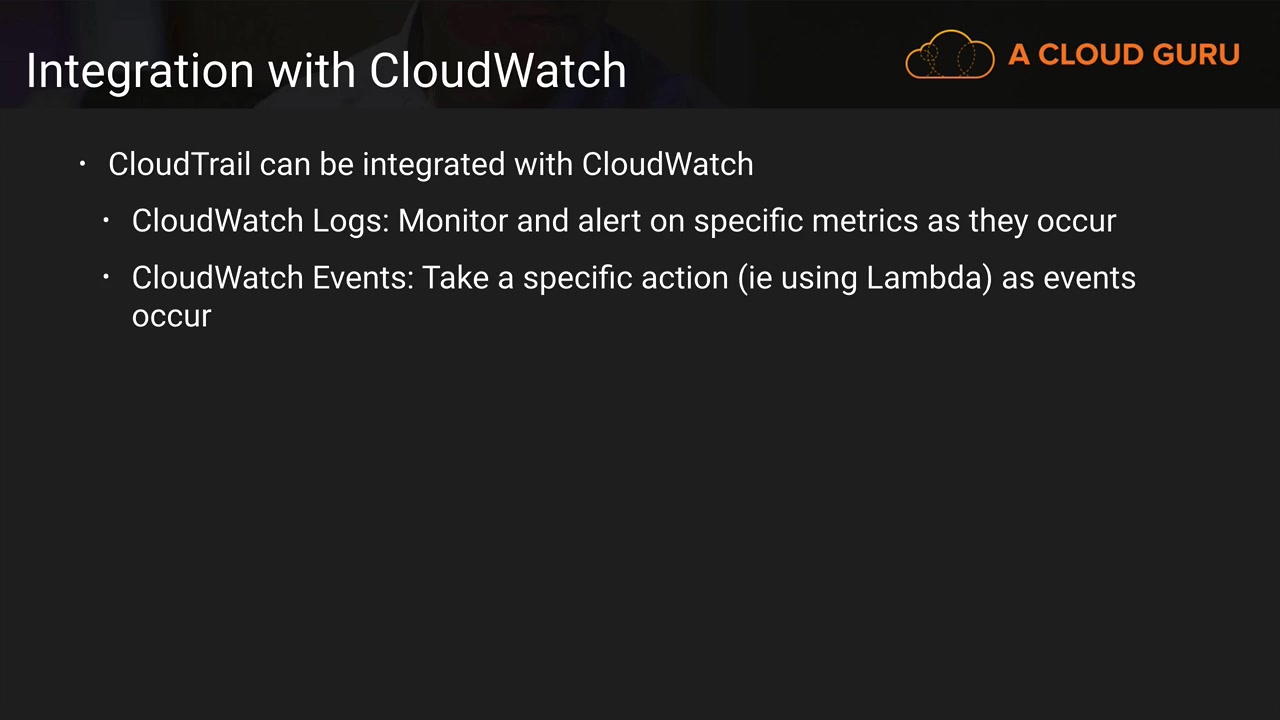 Integration with CloudWatch
A CLOUD GURU
• CloudTrail can be integrated with CloudWatch
• CloudWatch Logs: Monitor and alert on specific metrics as they occur
• CloudWatch Events: Take a specific action (ie using Lambda) as events
occur